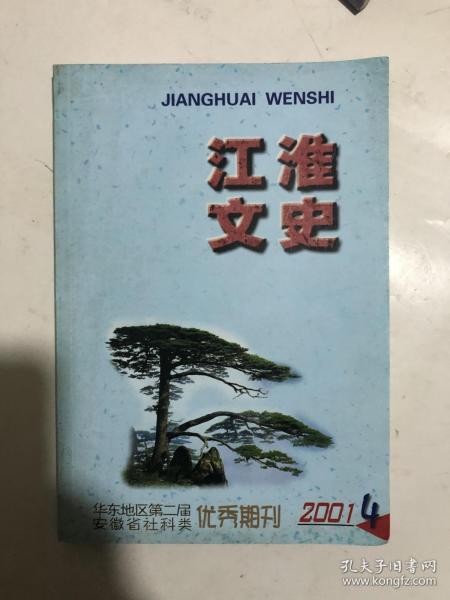 JIANGHUAI WENSHI
江淮
文史
华东地区第二届
安徽省社科类
优秀期刊
2001 4
孔夫子旧书网
www.kongfz.com